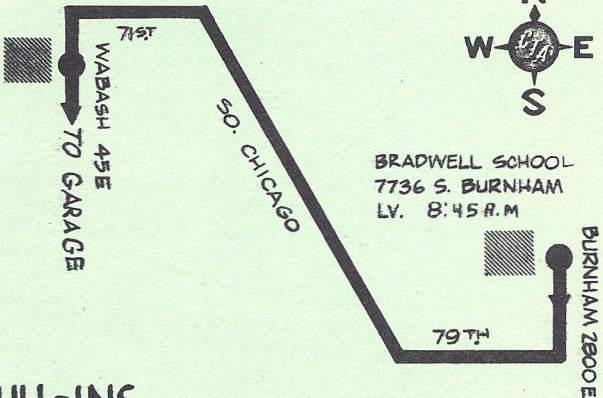 71ST
W
CTA
E
S
WABASH 45E
TO GARAGE
SO. CHICAGO
BRADWELL SCHOOL
7736 S. BURNHAM
LV. 8:45 A.M
BURNHAM 2800 E
79TH